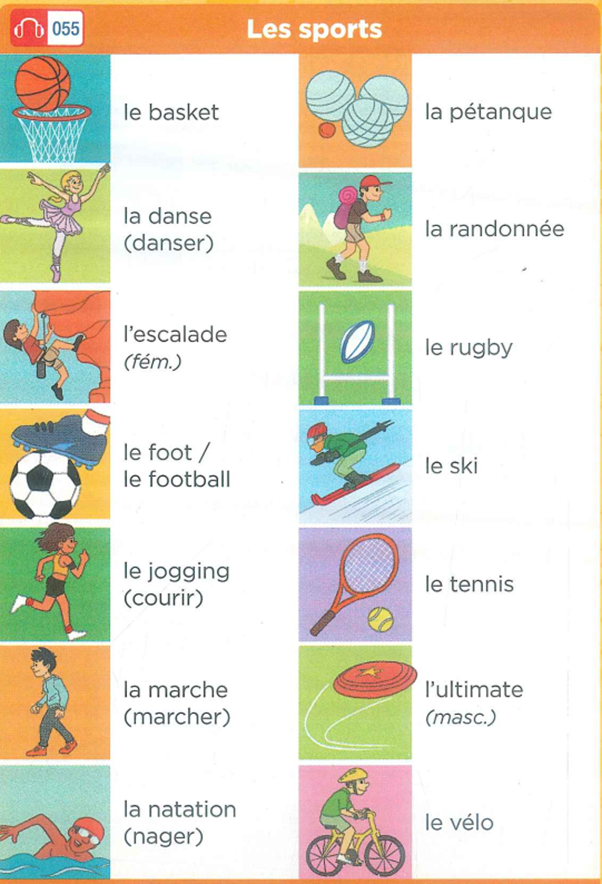 055
Les sports
le basket
la danse
(danser)
l'escalade
(fém.)
le foot /
le football
le jogging
(courir)
la marche
(marcher)
la natation
(nager)
la pétanque
la randonnée
le rugby
le ski
le tennis
l'ultimate
(masc.)
le vélo